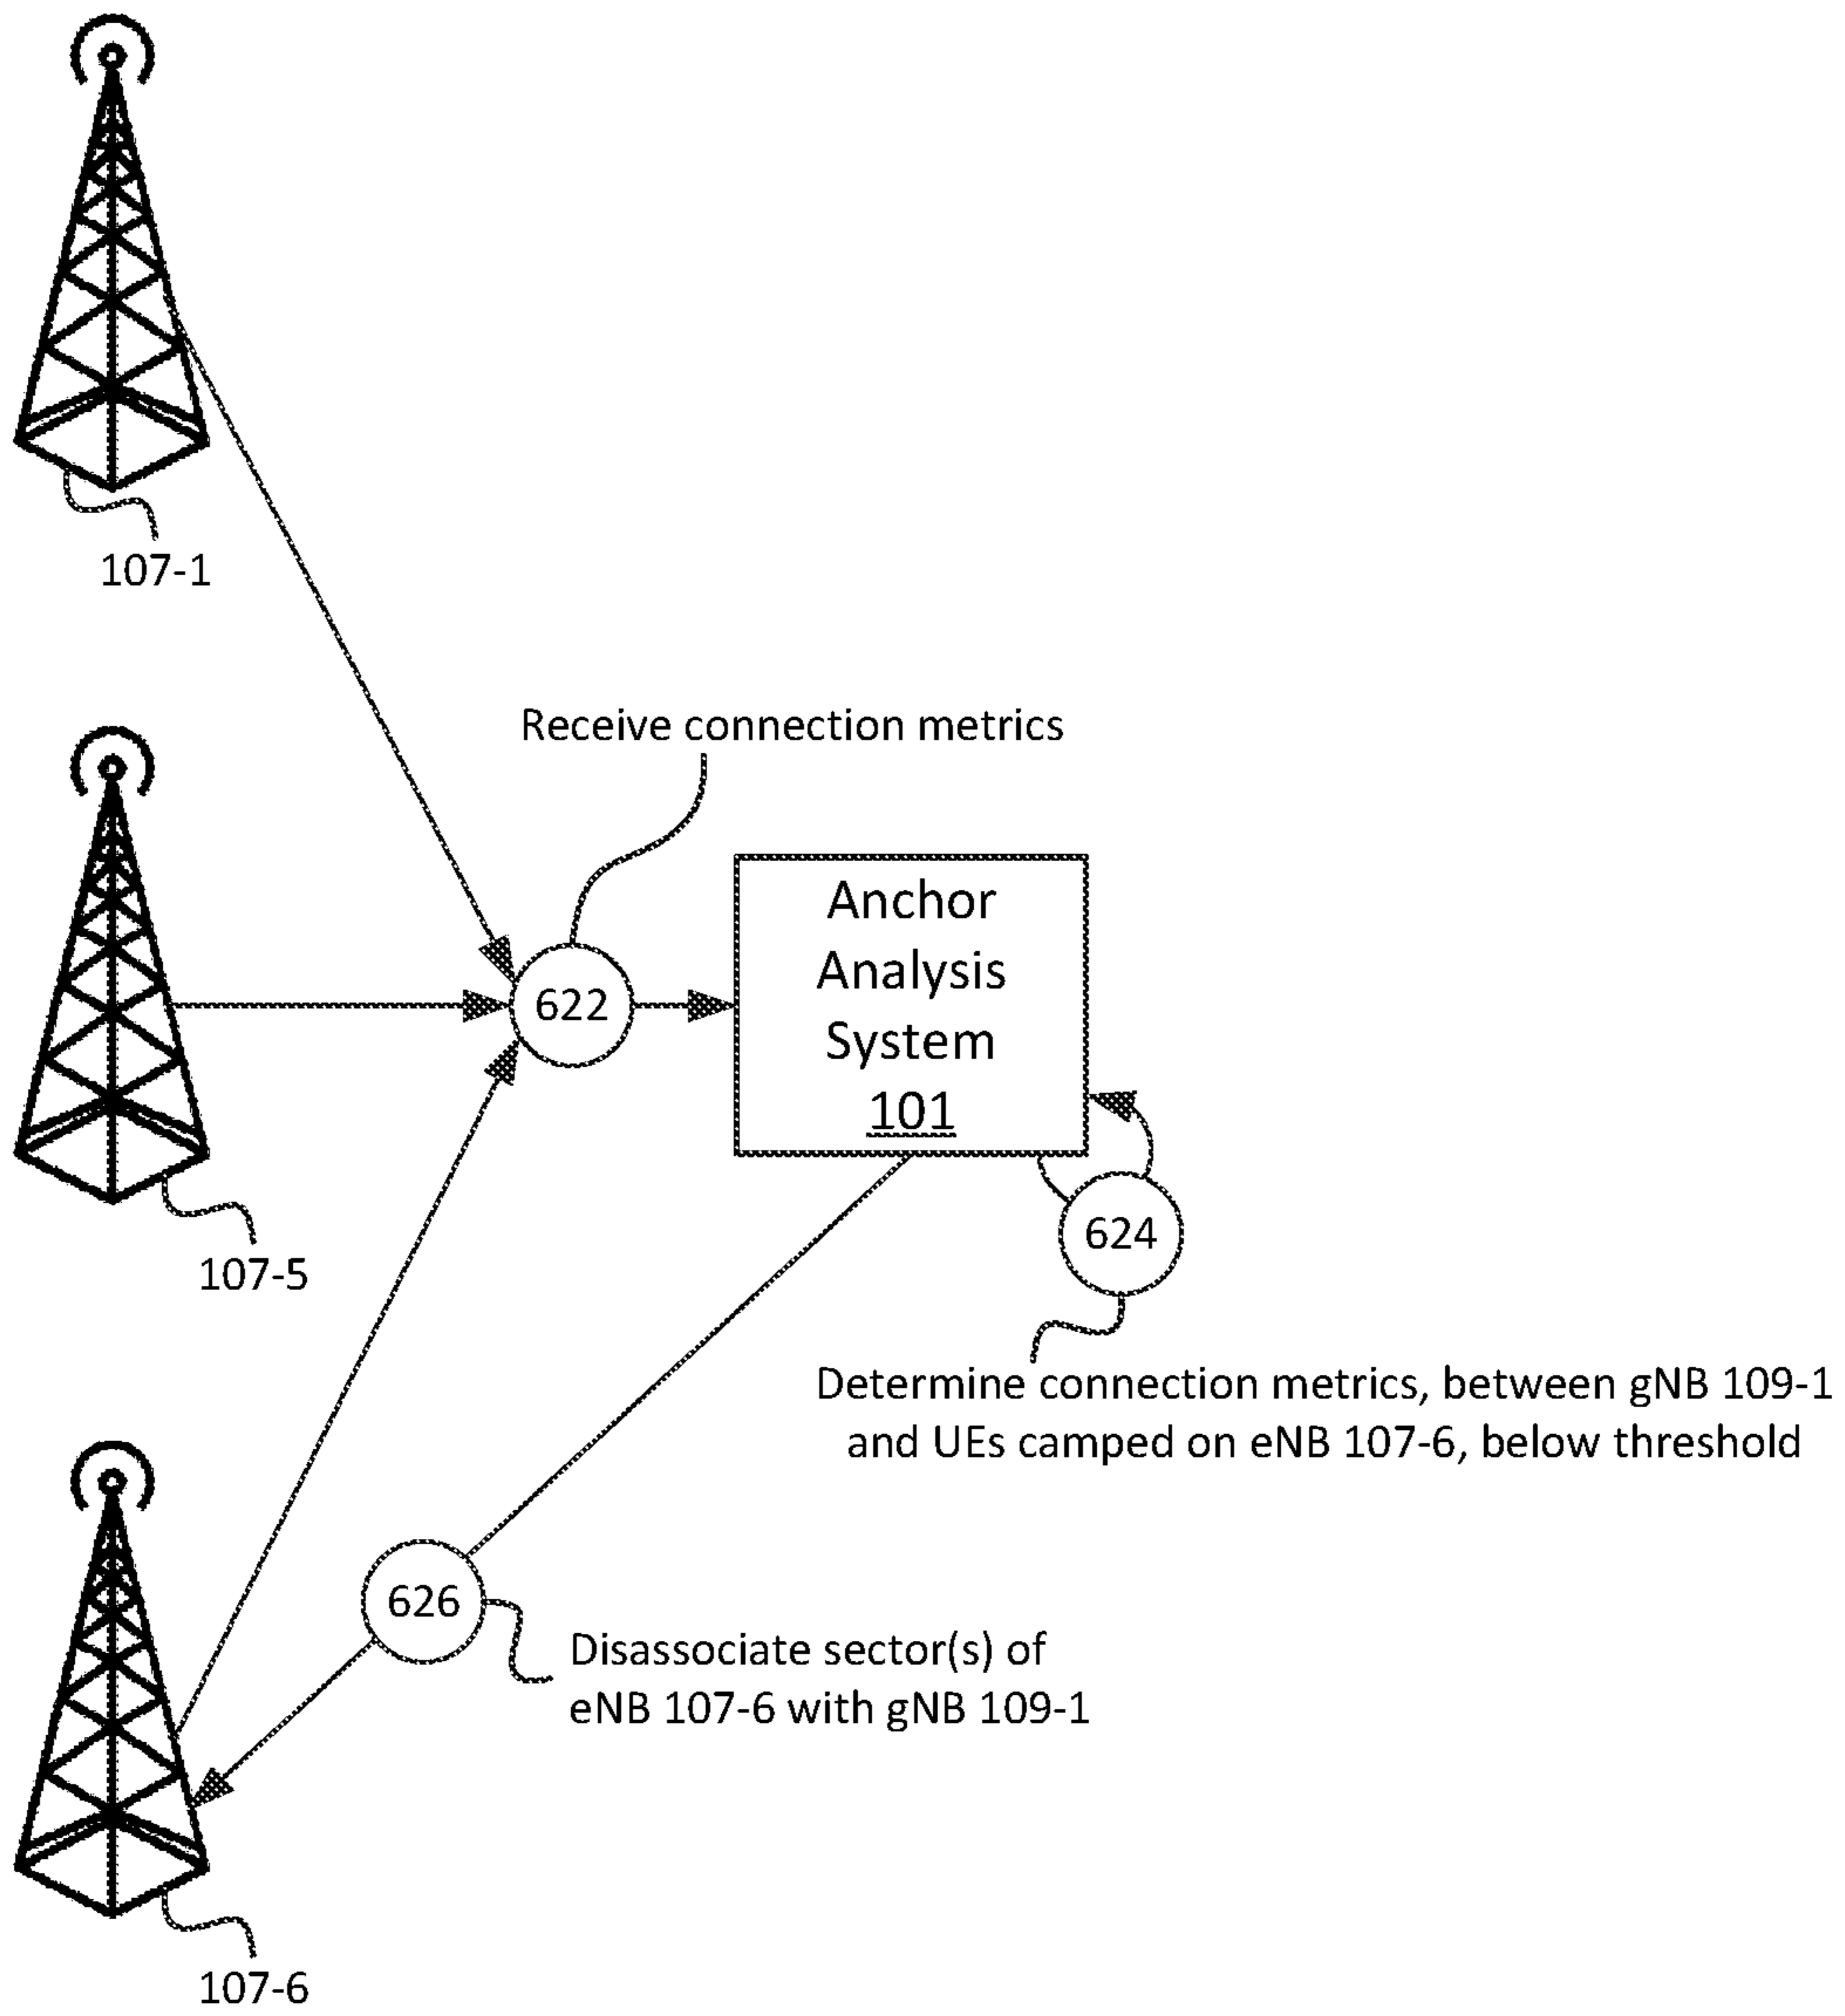 107-1
Receive connection metrics
Anchor
Analysis
System
101
622
624
107-5
Determine connection metrics, between gNB 109-1
and UEs camped on eNB 107-6, below threshold
626
Disassociate sector(s) of
eNB 107-6 with gNB 109-1
107-6